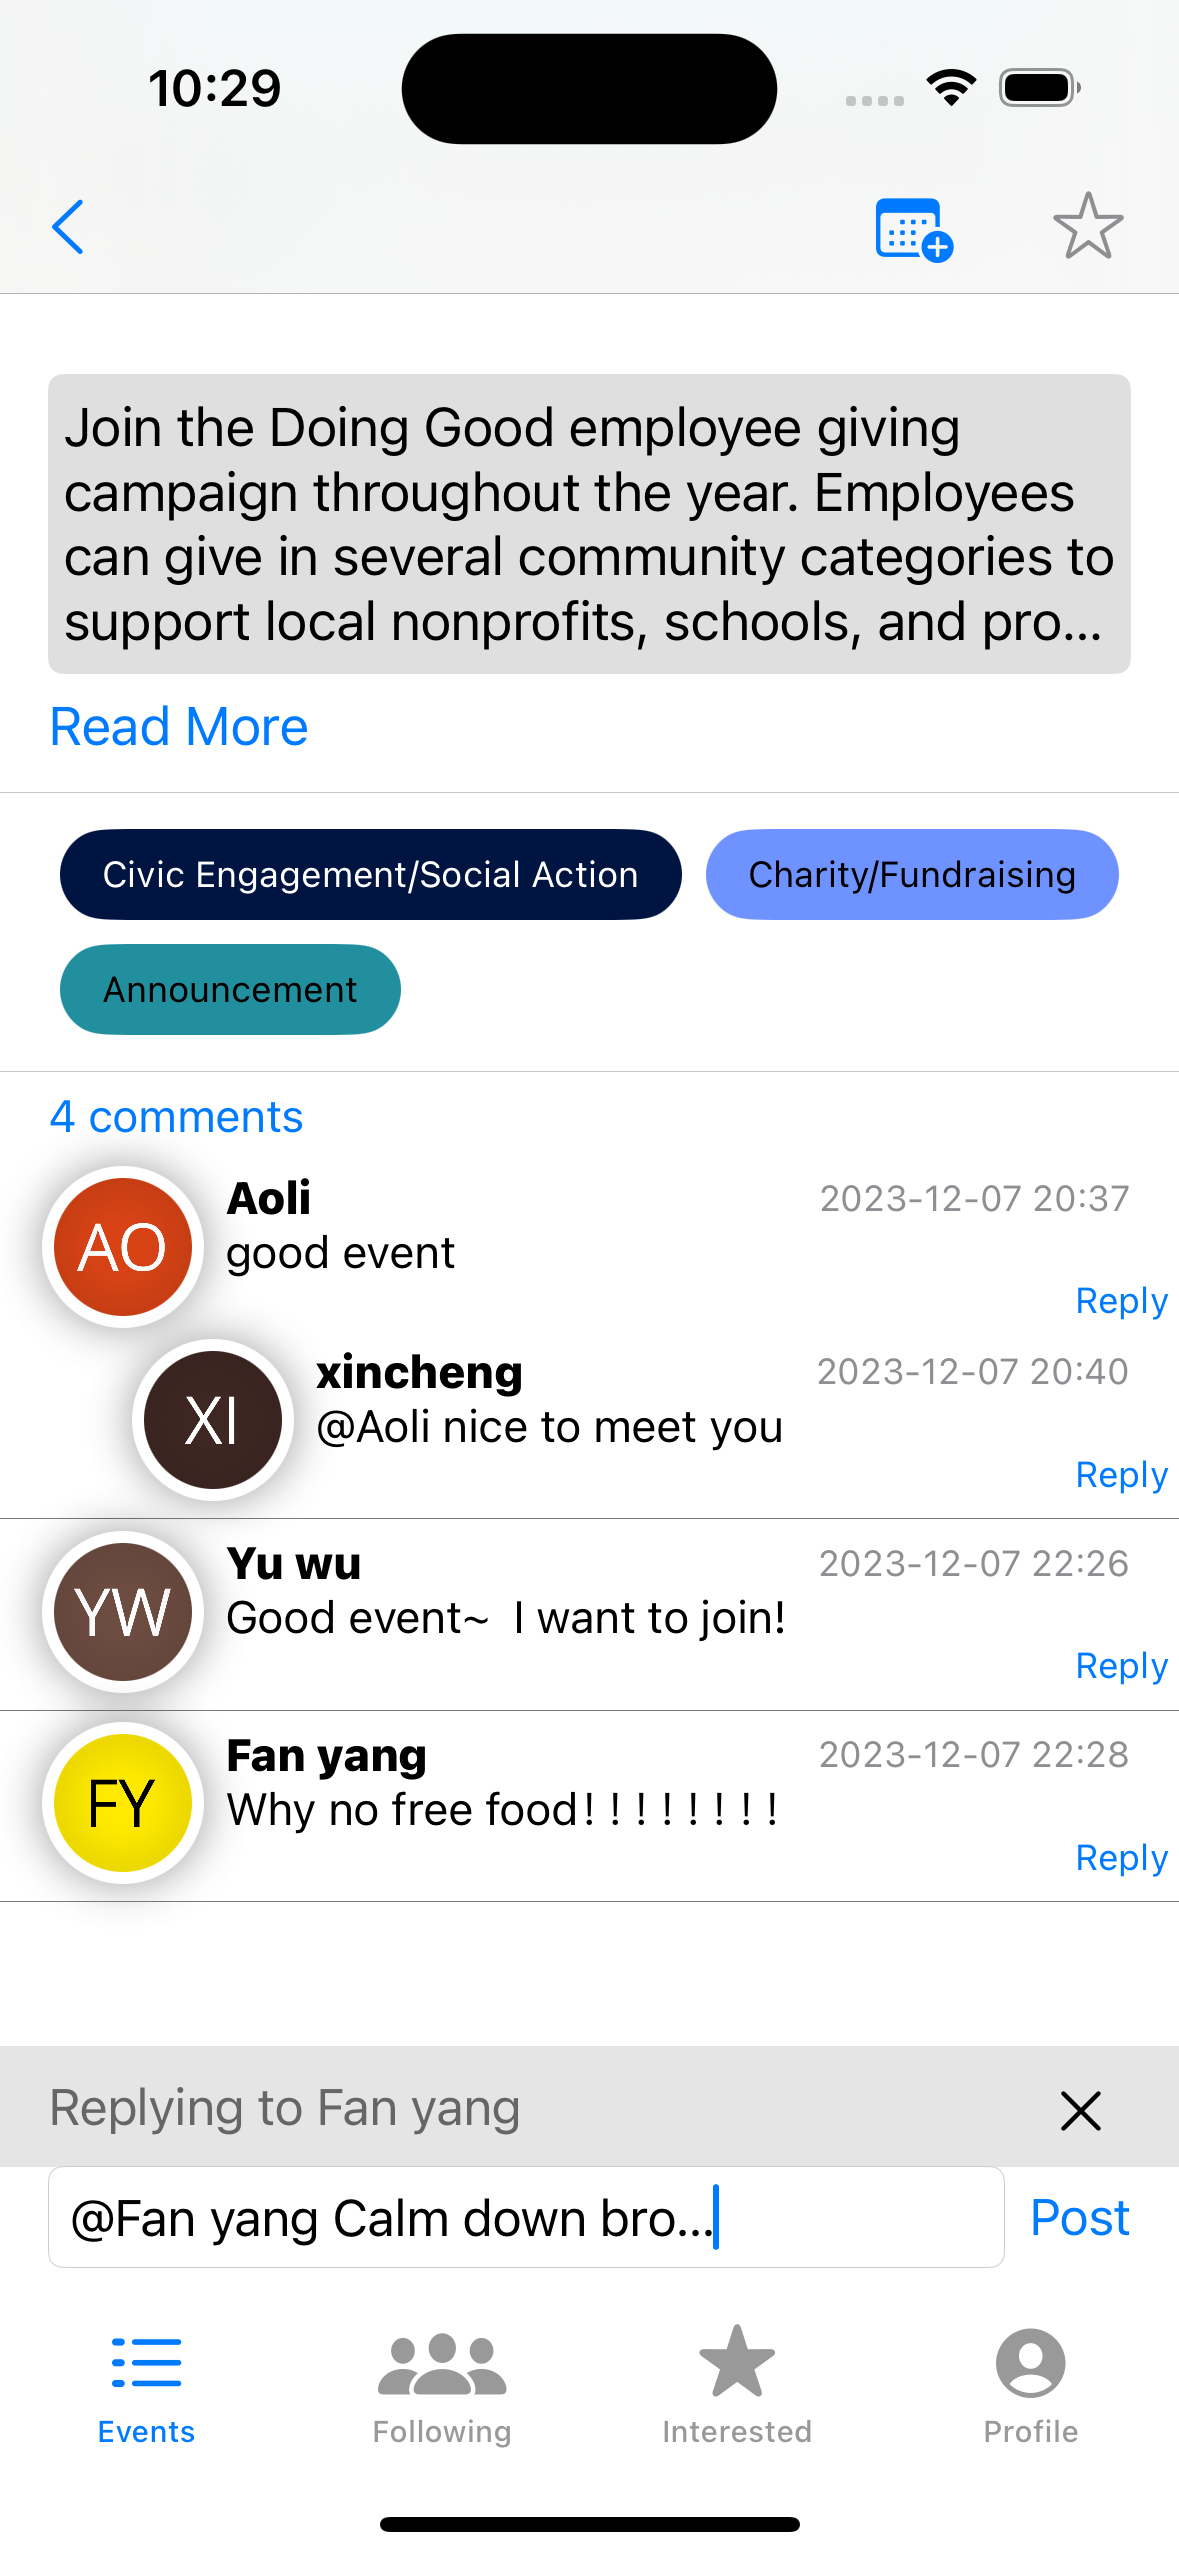 10:29
Join the Doing Good employee giving
campaign throughout the year. Employees
can give in several community categories to
support local nonprofits, schools, and pro...
Read More
Civic Engagement/Social Action
Charity/Fundraising
Announcement
4 comments
AO
Aoli
2023-12-07 20:37
good event
Reply
XI
xincheng
2023-12-07 20:40
@Aoli nice to meet you
Reply
YW
Yu wu
2023-12-07 22:26
Good event~  I want to join!
Reply
FY
Fan yang
2023-12-07 22:28
Why no free food！！！！！！！！
Reply
Replying to Fan yang
@Fan yang Calm down bro...
Post
Events
Following
Interested
Profile